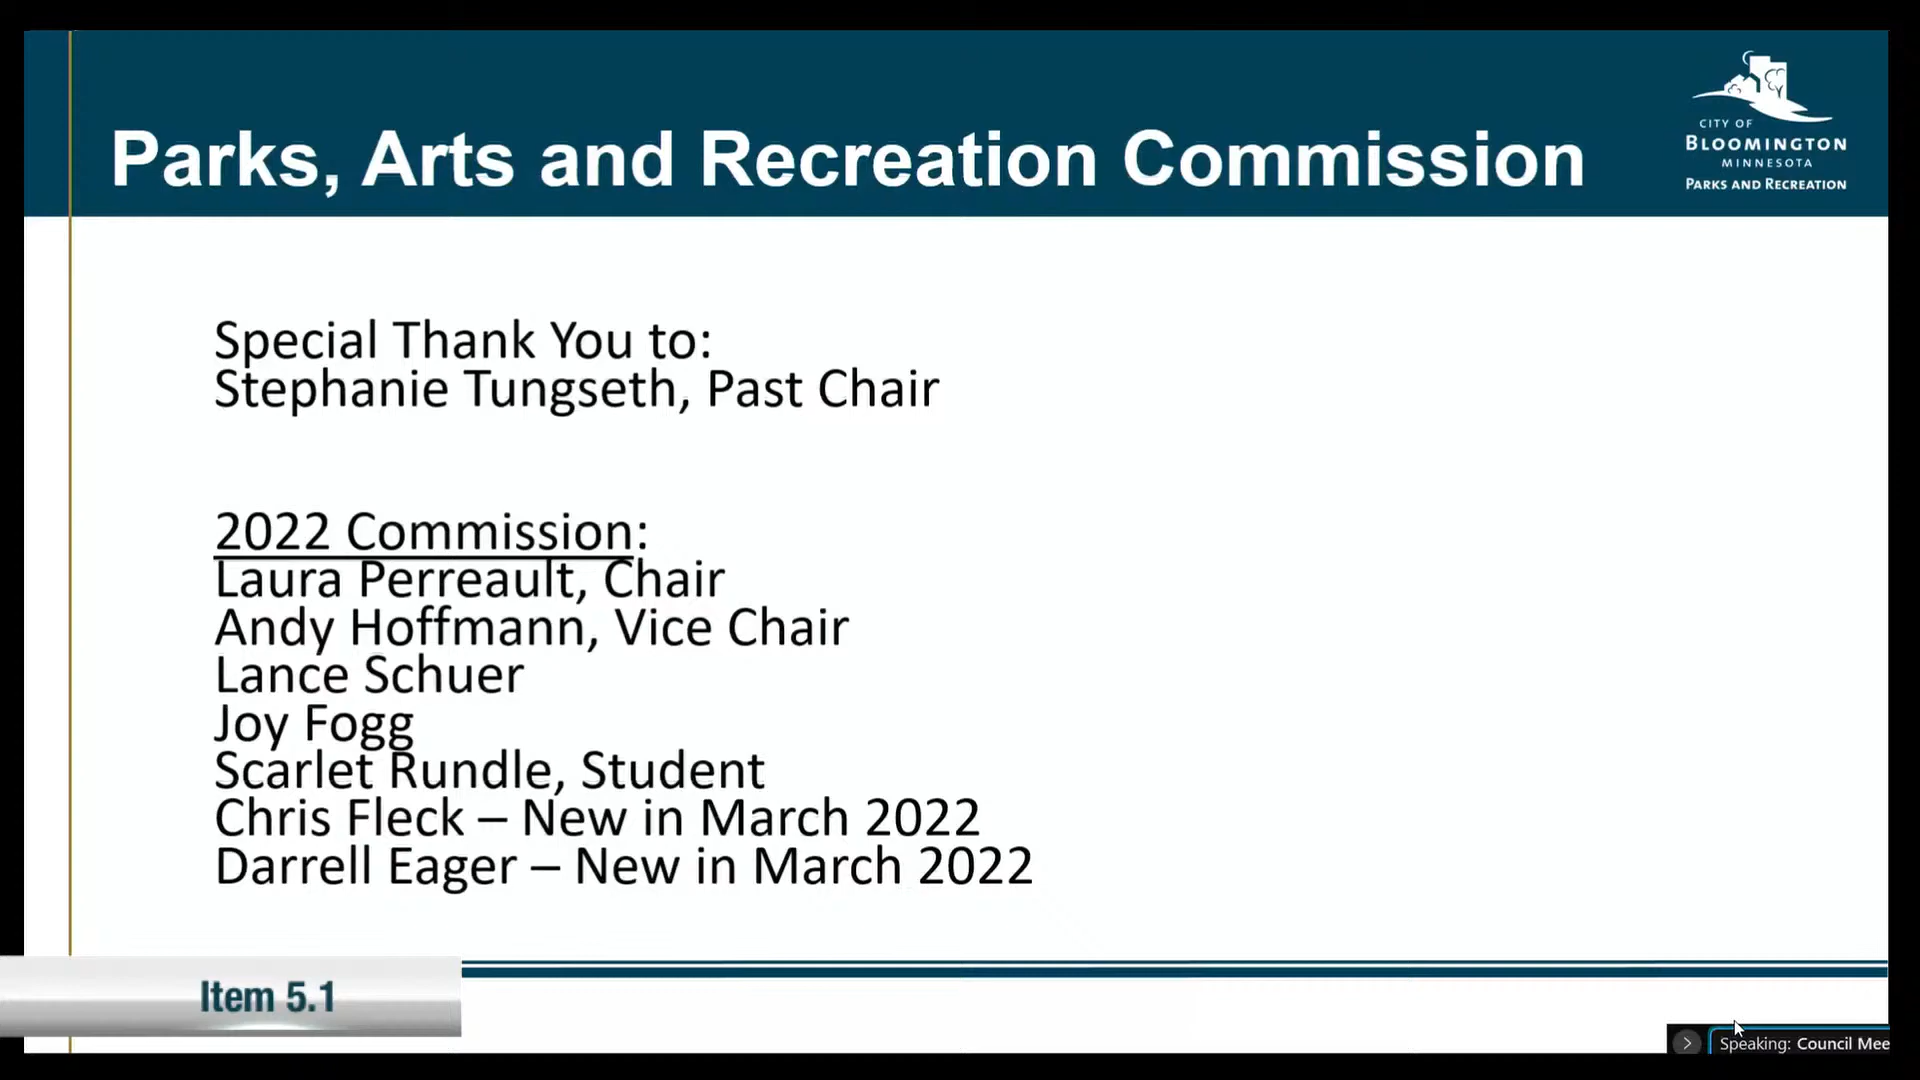 Parks, Arts and Recreation Commission
CITY OF
BLOOMINGTON
MINNESOTA
PARKS AND RECREATION
Special Thank You to:
Stephanie Tungseth, Past Chair
2022 Commission:
Laura Perreault, Chair
Andy Hoffmann, Vice Chair
Lance Schuer
Joy Fogg
Scarlet Rundle, Student
Chris Fleck – New in March 2022
Darrell Eager – New in March 2022
Item 5.1
Speaking: Council Mee